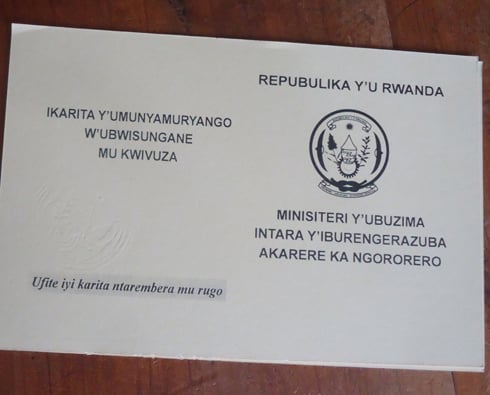 IKARITA Y'UMUNYAMURYANGO
W'UBWISUNGANE
MU KWIVUZA
Ufite iyi karita ntarembera mu rugo
REPUBULIKA Y'U RWANDA
MINISITERI Y'UBUZIMA
INTARA Y'IBURENGERAZUBA
AKARERE KA NGORORERO